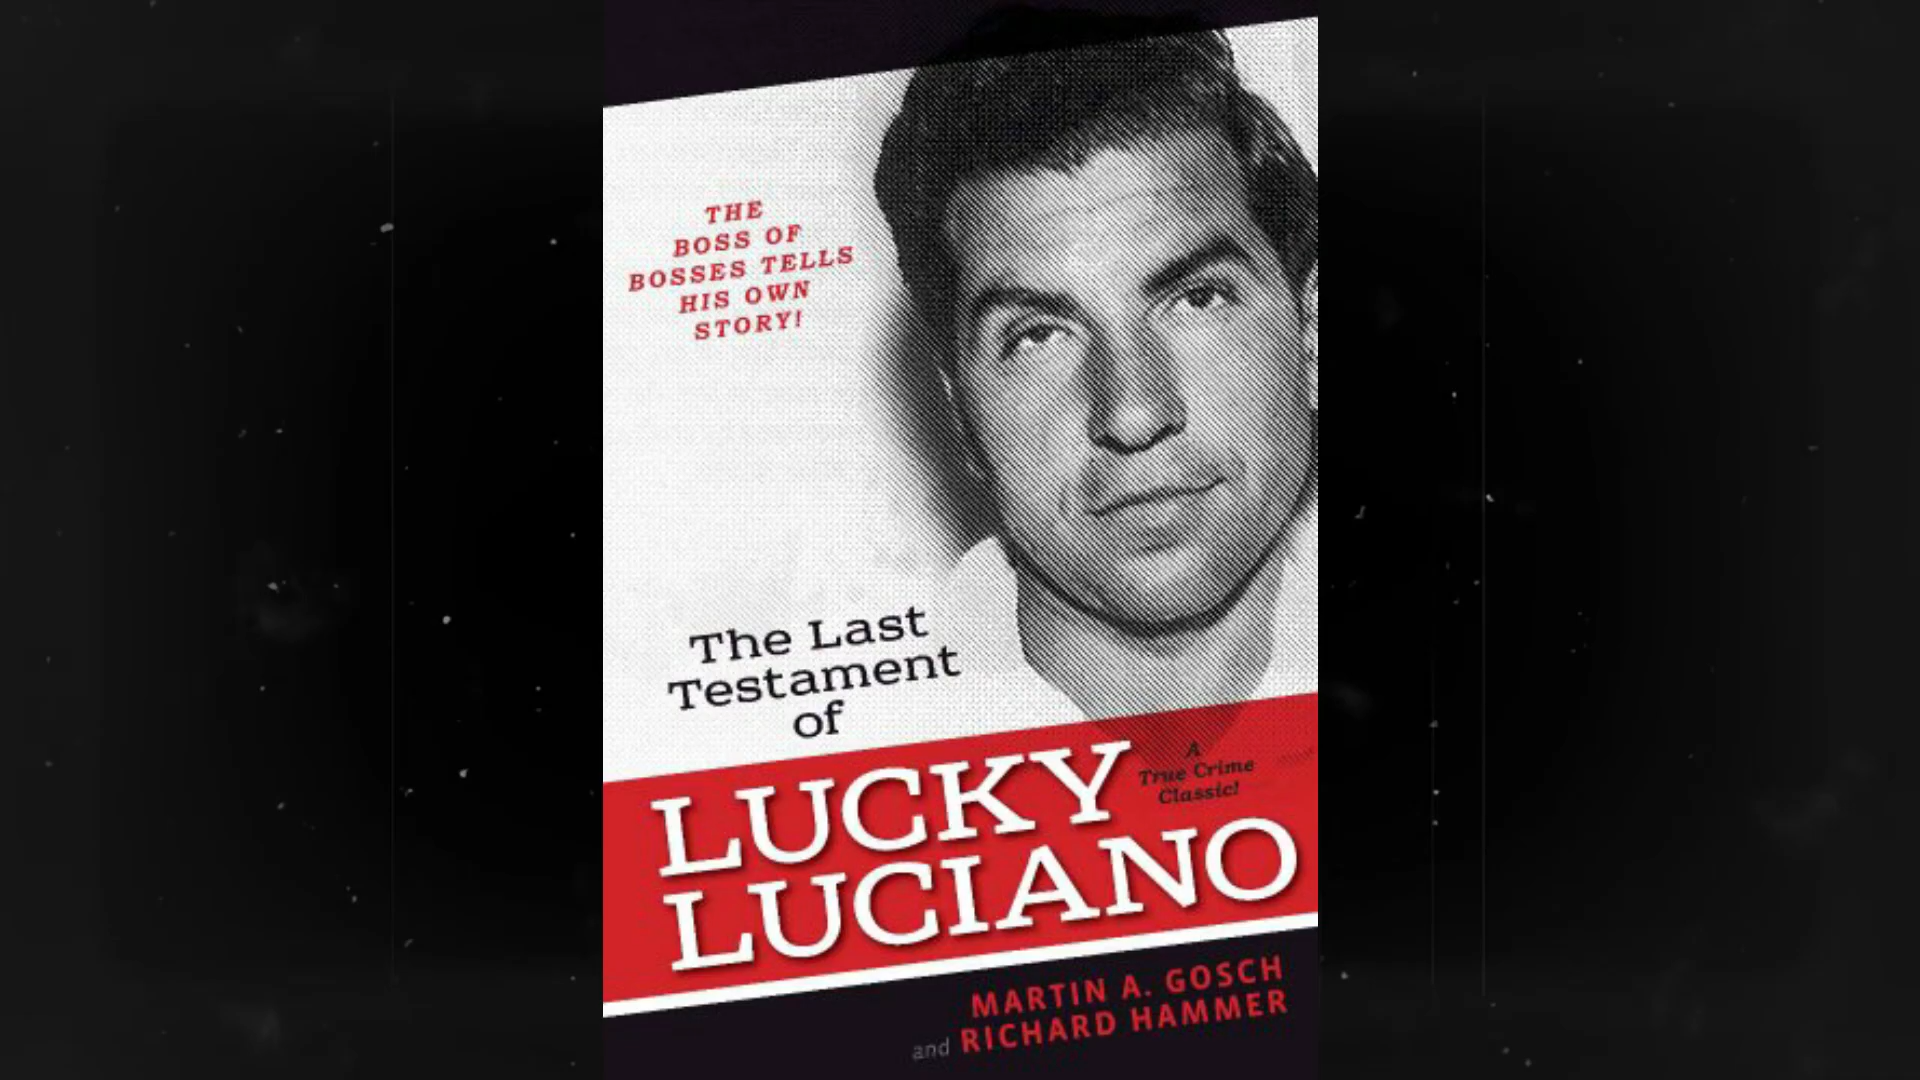 THE
BOSS OF
BOSSES TELLS
HIS OWN
STORY!
The Last
Testament
of
LUCKY
A
True Crime
Classic!
LUCIANO
MARTIN A. GOSCH
and RICHARD HAMMER